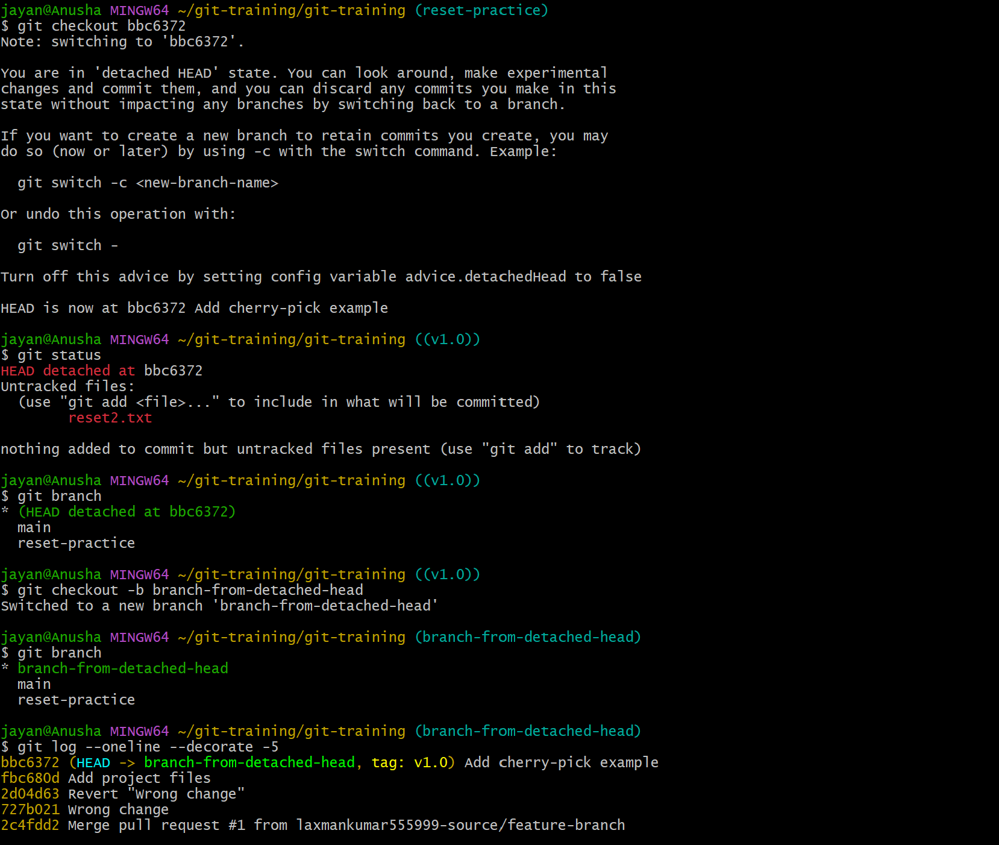 jayan@Anusha MINGW64 ~/git-training/git-training (reset-practice)
$ git checkout bbc6372
Note: switching to 'bbc6372'.
You are in 'detached HEAD' state. You can look around, make experimental
changes and commit them, and you can discard any commits you make in this
state without impacting any branches by switching back to a branch.
If you want to create a new branch to retain commits you create, you may
do so (now or later) by using -c with the switch command. Example:
  git switch -c <new-branch-name>
Or undo this operation with:
  git switch -
Turn off this advice by setting config variable advice.detachedHead to false
HEAD is now at bbc6372 Add cherry-pick example
jayan@Anusha MINGW64 ~/git-training/git-training ((v1.0))
$ git status
HEAD detached at bbc6372
Untracked files:
  (use "git add <file>..." to include in what will be committed)
        reset2.txt
nothing added to commit but untracked files present (use "git add" to track)
jayan@Anusha MINGW64 ~/git-training/git-training ((v1.0))
$ git branch
* (HEAD detached at bbc6372)
  main
  reset-practice
jayan@Anusha MINGW64 ~/git-training/git-training ((v1.0))
$ git checkout -b branch-from-detached-head
Switched to a new branch 'branch-from-detached-head'
jayan@Anusha MINGW64 ~/git-training/git-training (branch-from-detached-head)
$ git branch
* branch-from-detached-head
  main
  reset-practice
jayan@Anusha MINGW64 ~/git-training/git-training (branch-from-detached-head)
$ git log --oneline --decorate -5
bbc6372 (HEAD -> branch-from-detached-head, tag: v1.0) Add cherry-pick example
fbc680d Add project files
2d04d63 Revert "Wrong change"
727b021 Wrong change
2c4fdd2 Merge pull request #1 from laxmankumar555999-source/feature-branch